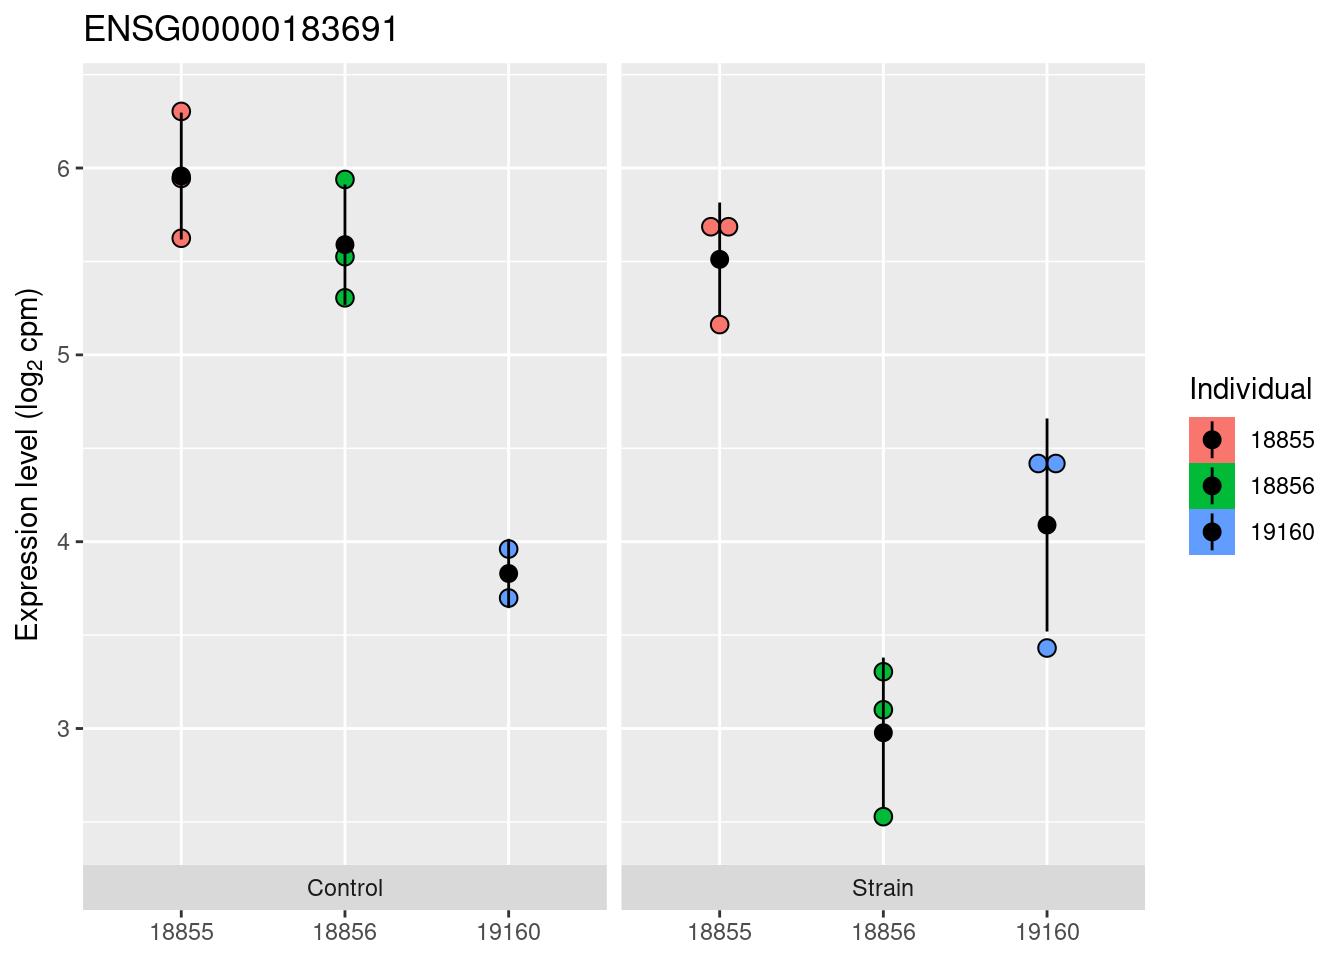 ENSG00000183691
Expression level (log₂ cpm)
6
5
4
3
Control
Strain
18855
18856
19160
18855
18856
19160
Individual
18855
18856
19160